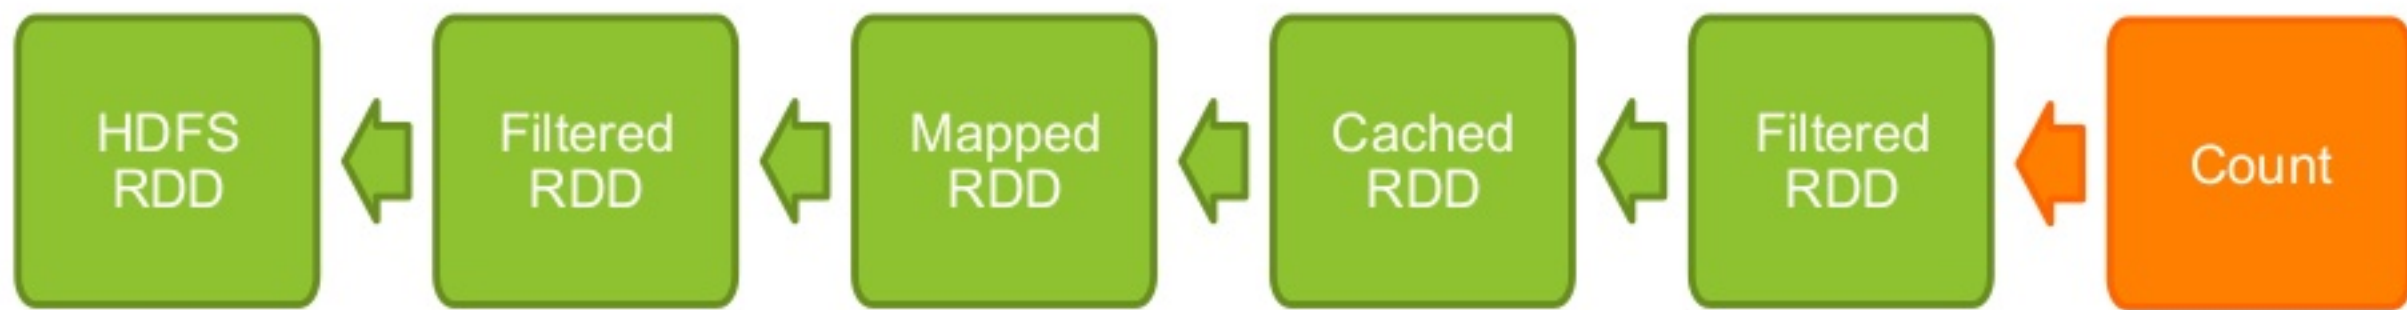 HDFS
RDD
Filtered
RDD
Mapped
RDD
Cached
RDD
Filtered
RDD
Count